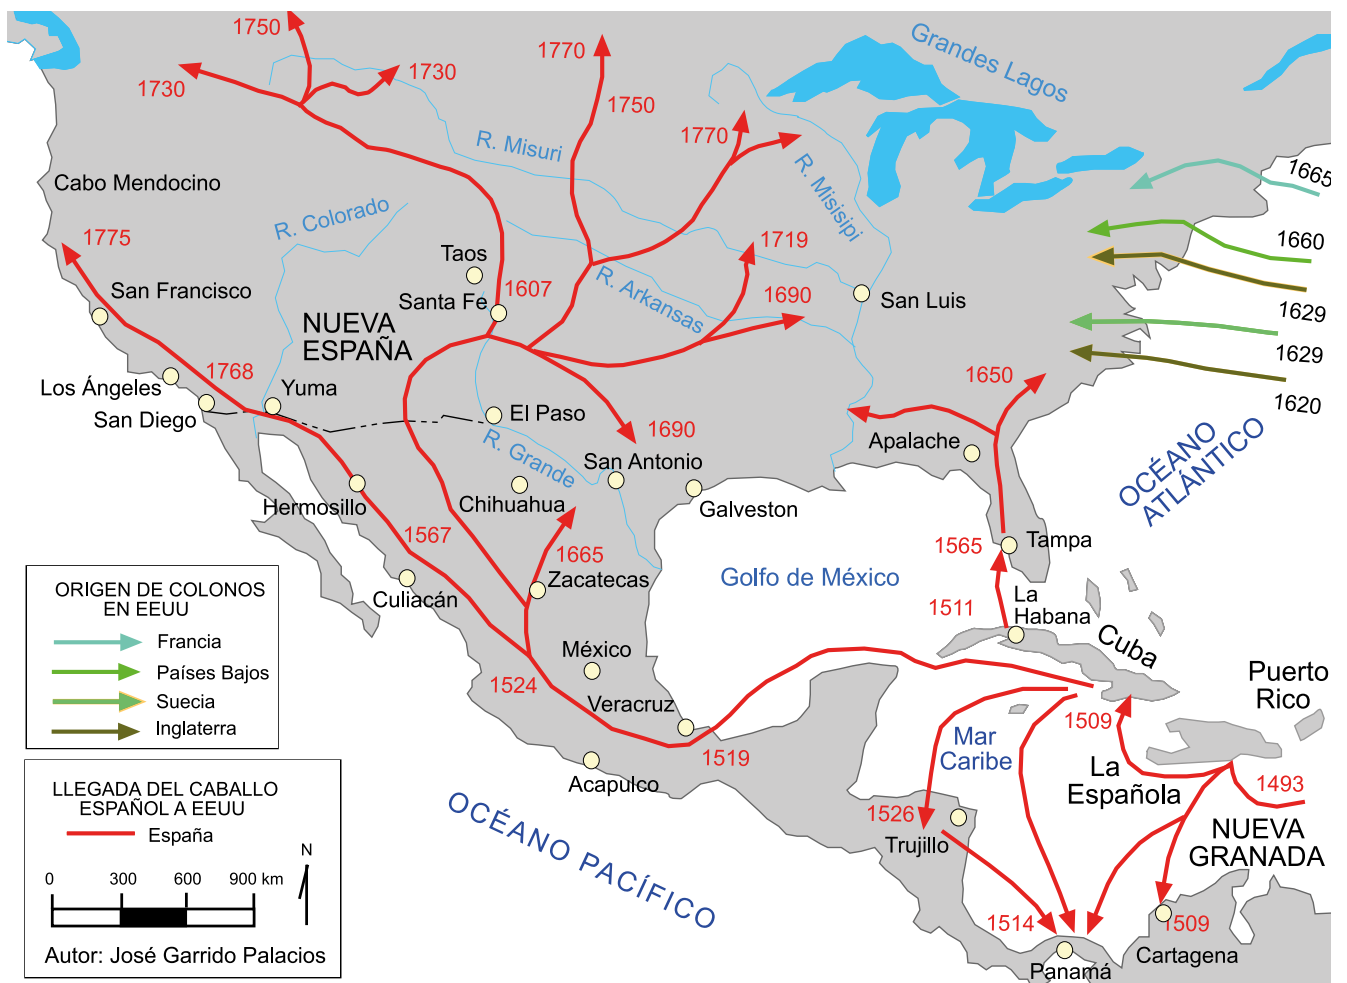 1750
1730
1730
1770
1750
1770
Grandes Lagos
R. Misuri
R. Misisipi
1665
Cabo Mendocino
R. Colorado
1775
Taos
1719
1660
San Francisco
Santa Fe
1607
R. Arkansas
1690
San Luis
1629
NUEVA
ESPAÑA
1629
1768
Los Ángeles
Yuma
1650
San Diego
El Paso
1620
1690
Apalache
R. Grande
San Antonio
OCÉANO
ATLÁNTICO
Hermosillo
Chihuahua
Galveston
1567
1665
1565
Tampa
Culiacán
Zacatecas
Golfo de México
1511
La
Habana
Cuba
México
Puerto
Rico
1524
Veracruz
1509
1519
Mar
Caribe
La
Española
1493
Acapulco
1526
Trujillo
NUEVA
GRANADA
OCÉANO PACÍFICO
1514
1509
Panamá
Cartagena
ORIGEN DE COLONOS
EN EEUU
Francia
Países Bajos
Suecia
Inglaterra
LLEGADA DEL CABALLO
ESPAÑOL A EEUU
España
N
0 300 600 900 km
Autor: José Garrido Palacios